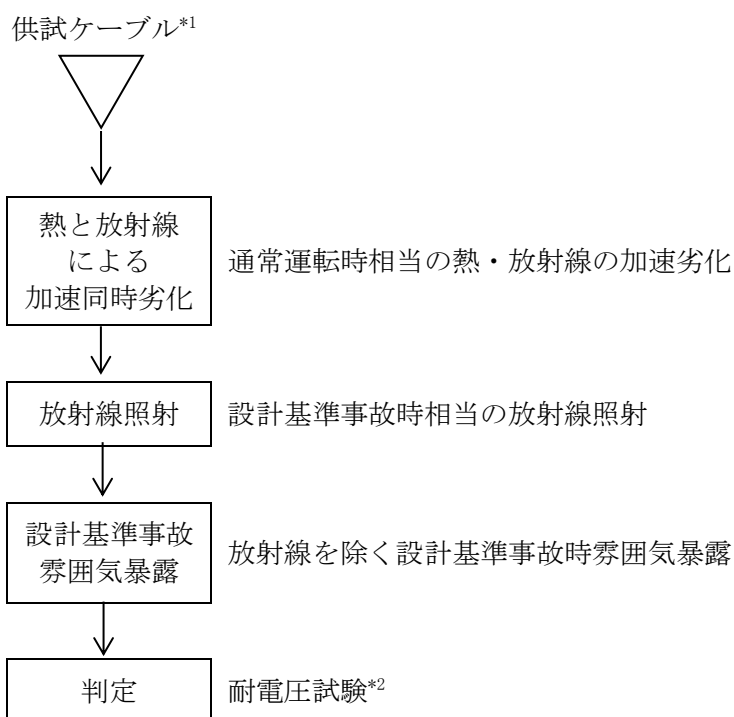 供試ケーブル*1
熱と放射線
による
加速同時劣化
通常運転時相当の熱・放射線の加速劣化
放射線照射
設計基準事故時相当の放射線照射
設計基準事故
雰囲気暴露
放射線を除く設計基準事故時雰囲気暴露
判定
耐電圧試験*2